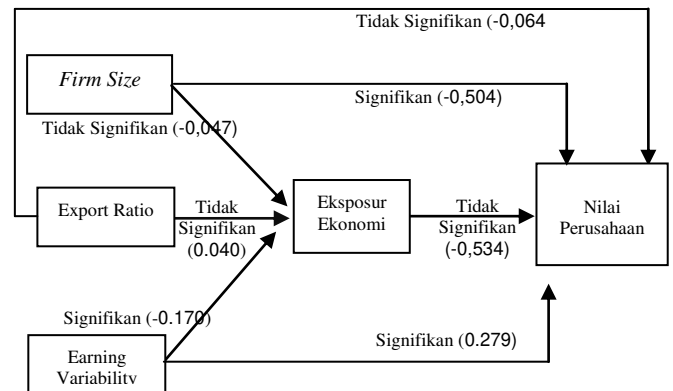 Tidak Signifikan (-0,064
Firm Size
Signifikan (-0,504)
Tidak Signifikan (-0,047)
Export Ratio
Tidak
Signifikan
(0.040)
Eksposur
Ekonomi
Tidak
Signifikan
(-0,534)
Nilai
Perusahaan
Signifikan (-0.170)
Signifikan (0.279)
Earning
Variability